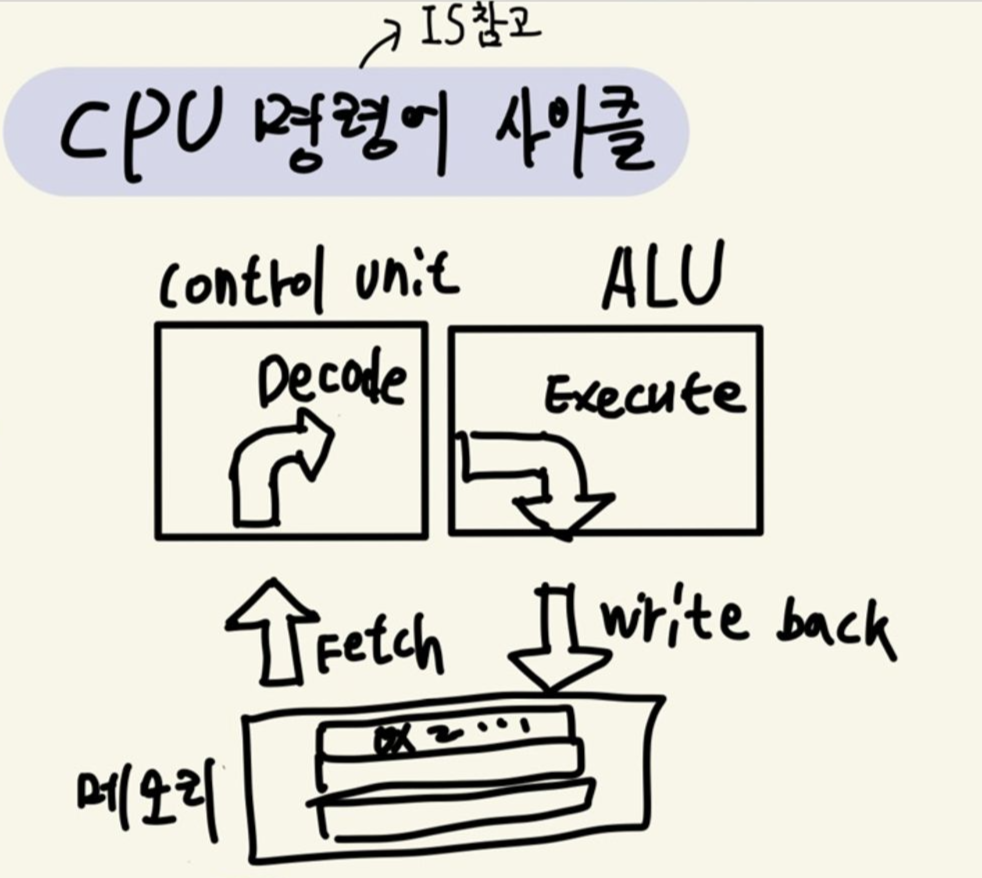 IS참고
CPU 명령어 사이클
Control unit
ALU
Decode
Execute
Fetch
Write back
메모리